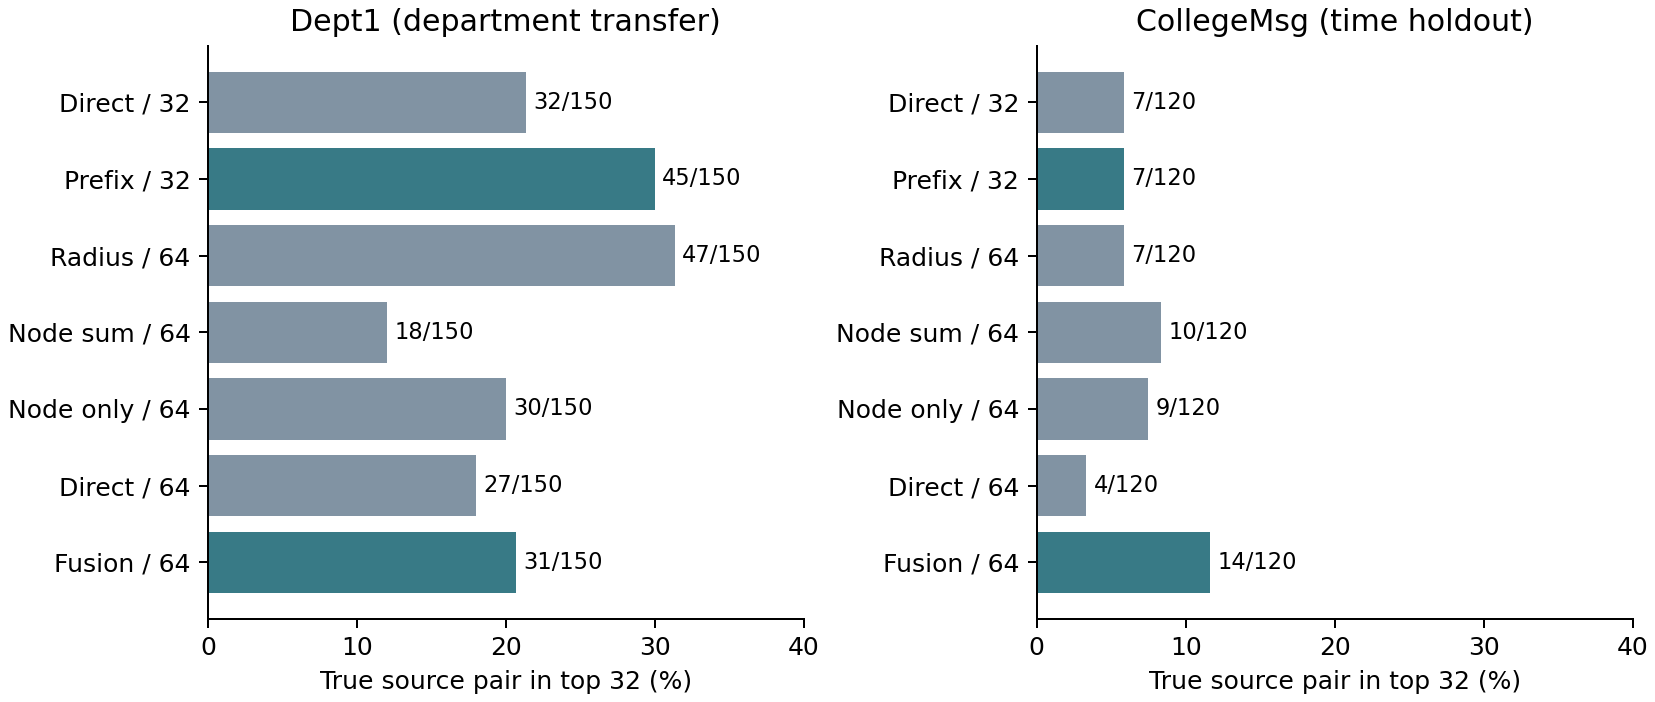 Dept1 (department transfer)
Direct / 32
32/150
Prefix / 32
45/150
Radius / 64
47/150
Node sum / 64
18/150
Node only / 64
30/150
Direct / 64
27/150
Fusion / 64
31/150
0 10 20 30 40
True source pair in top 32 (%)
CollegeMsg (time holdout)
Direct / 32
7/120
Prefix / 32
7/120
Radius / 64
7/120
Node sum / 64
10/120
Node only / 64
9/120
Direct / 64
4/120
Fusion / 64
14/120
0 10 20 30 40
True source pair in top 32 (%)